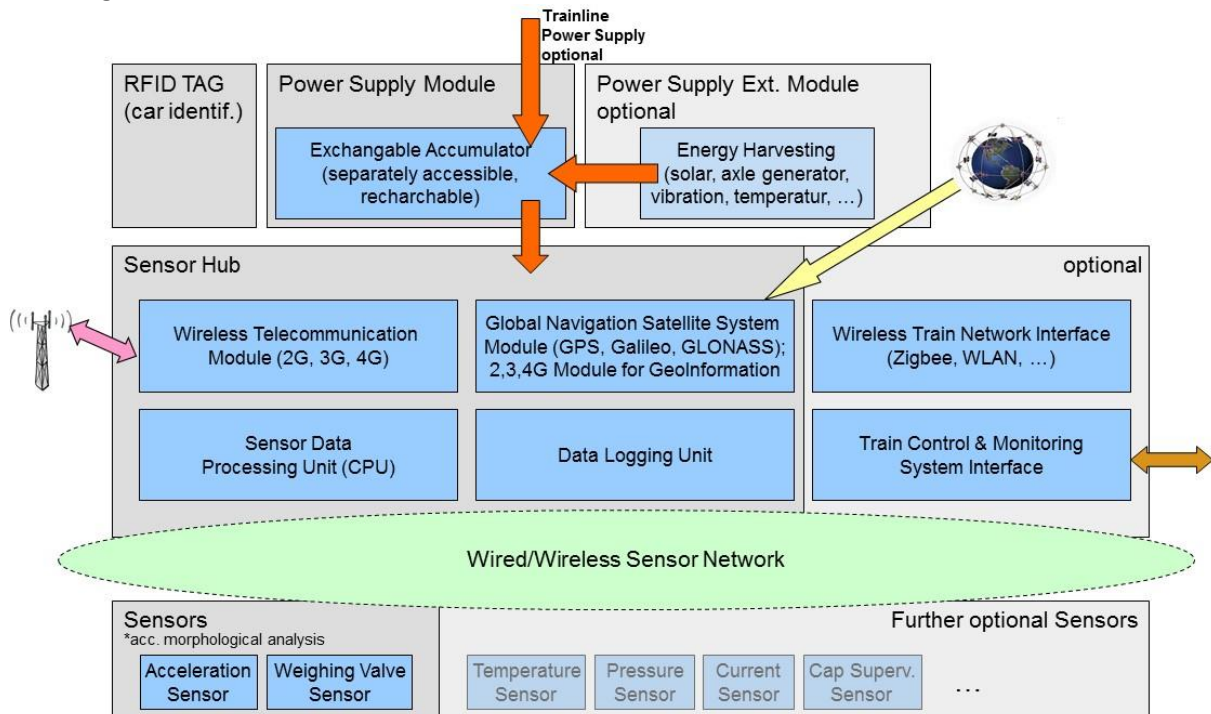 Trainline
Power Supply
optional
RFID TAG
(car identif.)
Power Supply Module
Power Supply Ext. Module
optional
Exchangable Accumulator
(separately accessible,
recharchable)
Energy Harvesting
(solar, axle generator,
vibration, temperatur, …)
Sensor Hub
optional
Wireless Telecommunication
Module (2G, 3G, 4G)
Global Navigation Satellite System
Module (GPS, Galileo, GLONASS);
2,3,4G Module for GeoInformation
Wireless Train Network Interface
(Zigbee, WLAN, …)
Sensor Data
Processing Unit (CPU)
Data Logging Unit
Train Control & Monitoring
System Interface
Wired/Wireless Sensor Network
Sensors
*acc. morphological analysis
Further optional Sensors
Acceleration
Sensor
Weighing Valve
Sensor
Temperature
Sensor
Pressure
Sensor
Current
Sensor
Cap Superv.
Sensor
…